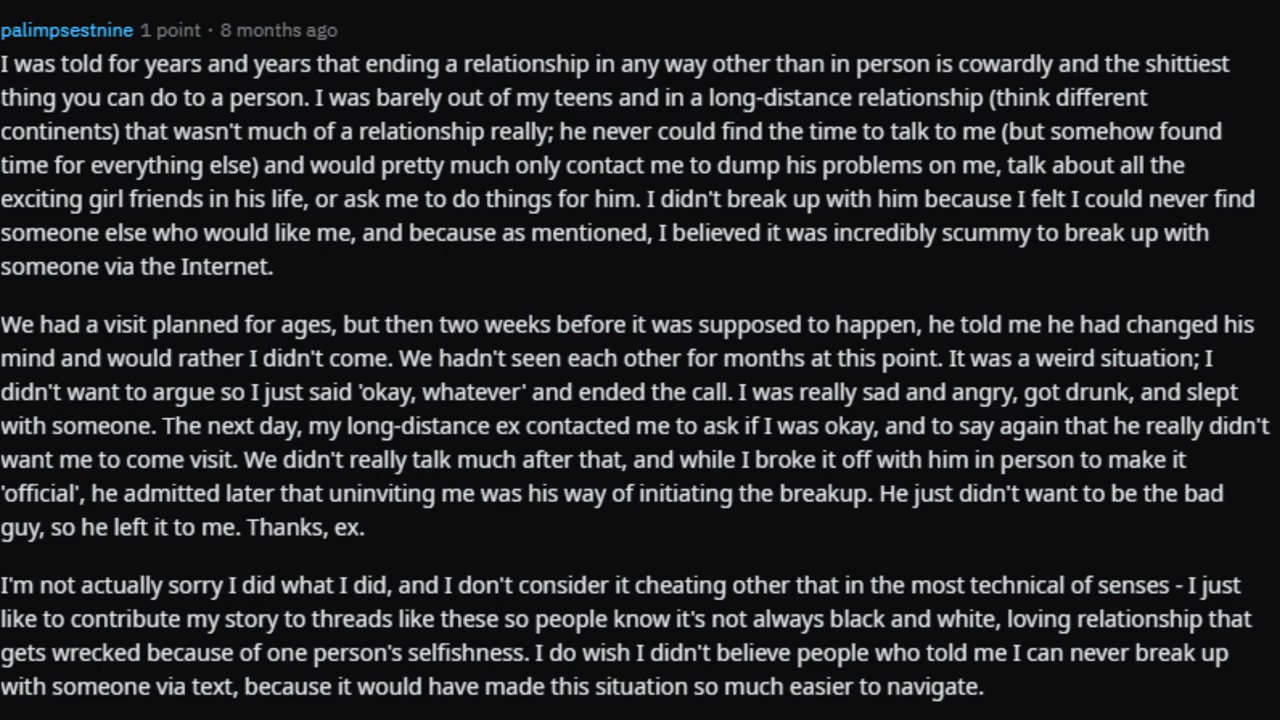 palimpsestnine 1 point · 8 months ago
I was told for years and years that ending a relationship in any way other than in person is cowardly and the shittiest
thing you can do to a person. I was barely out of my teens and in a long-distance relationship (think different
continents) that wasn't much of a relationship really; he never could find the time to talk to me (but somehow found
time for everything else) and would pretty much only contact me to dump his problems on me, talk about all the
exciting girl friends in his life, or ask me to do things for him. I didn't break up with him because I felt I could never find
someone else who would like me, and because as mentioned, I believed it was incredibly scummy to break up with
someone via the Internet.
We had a visit planned for ages, but then two weeks before it was supposed to happen, he told me he had changed his
mind and would rather I didn't come. We hadn't seen each other for months at this point. It was a weird situation; I
didn't want to argue so I just said 'okay, whatever' and ended the call. I was really sad and angry, got drunk, and slept
with someone. The next day, my long-distance ex contacted me to ask if I was okay, and to say again that he really didn't
want me to come visit. We didn't really talk much after that, and while I broke it off with him in person to make it
'official', he admitted later that uninviting me was his way of initiating the breakup. He just didn't want to be the bad
guy, so he left it to me. Thanks, ex.
I'm not actually sorry I did what I did, and I don't consider it cheating other that in the most technical of senses - I just
like to contribute my story to threads like these so people know it's not always black and white, loving relationship that
gets wrecked because of one person's selfishness. I do wish I didn't believe people who told me I can never break up
with someone via text, because it would have made this situation so much easier to navigate.